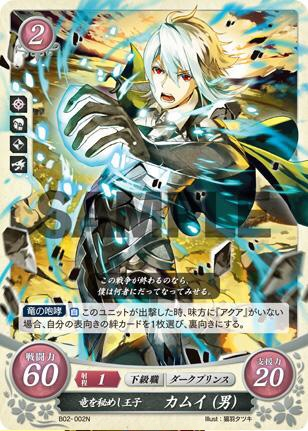 2
SAMPLE
この戦争が終わるのなら、
僕は何者にだってなってみせる。
竜の咆哮 自 このユニットが出撃した時、味方に『アクア』がいない
場合、自分の表向きの絆カードを1枚選び、裏向きにする。
戦闘力
60
射程 1
下級職
ダークプリンス
支援力
20
竜を秘めし王子 カムイ(男)
B02-002N
Illust:猫羽タツキ